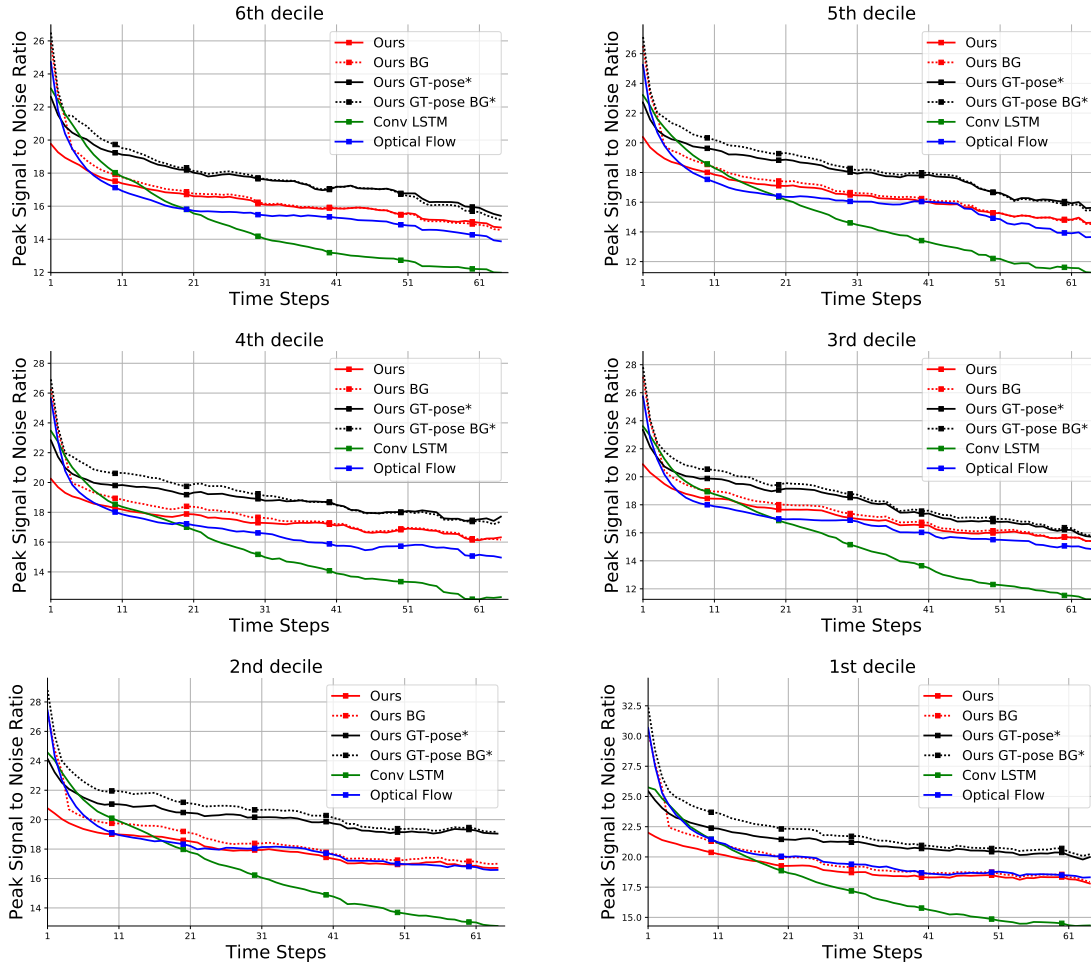 6th decile
Peak Signal to Noise Ratio
26
24
22
20
18
16
14
12
Ours
Ours BG
Ours GT-pose*
Ours GT-pose BG*
Conv LSTM
Optical Flow
1 11 21 31 41 51 61
Time Steps
5th decile
Peak Signal to Noise Ratio
26
24
22
20
18
16
14
12
Ours
Ours BG
Ours GT-pose*
Ours GT-pose BG*
Conv LSTM
Optical Flow
1 11 21 31 41 51 61
Time Steps
4th decile
Peak Signal to Noise Ratio
28
26
24
22
20
18
16
14
Ours
Ours BG
Ours GT-pose*
Ours GT-pose BG*
Conv LSTM
Optical Flow
1 11 21 31 41 51 61
Time Steps
3rd decile
Peak Signal to Noise Ratio
28
26
24
22
20
18
16
14
12
Ours
Ours BG
Ours GT-pose*
Ours GT-pose BG*
Conv LSTM
Optical Flow
1 11 21 31 41 51 61
Time Steps
2nd decile
Peak Signal to Noise Ratio
28
26
24
22
20
18
16
14
Ours
Ours BG
Ours GT-pose*
Ours GT-pose BG*
Conv LSTM
Optical Flow
1 11 21 31 41 51 61
Time Steps
1st decile
Peak Signal to Noise Ratio
32.5
30.0
27.5
25.0
22.5
20.0
17.5
15.0
Ours
Ours BG
Ours GT-pose*
Ours GT-pose BG*
Conv LSTM
Optical Flow
1 11 21 31 41 51 61
Time Steps